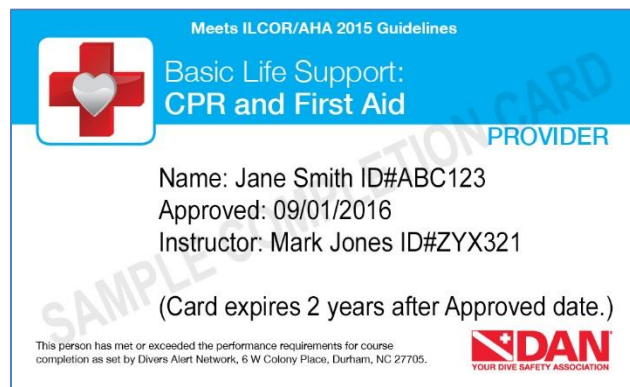 Meets ILCOR/AHA 2015 Guidelines
Basic Life Support:
CPR and First Aid
PROVIDER
SAMPLE COMPLETION CARD
Name: Jane Smith ID#ABC123
Approved: 09/01/2016
Instructor: Mark Jones ID#ZYX321
(Card expires 2 years after Approved date.)
This person has met or exceeded the performance requirements for course
completion as set by Divers Alert Network, 6 W Colony Place, Durham, NC 27705.
DAN
YOUR DIVE SAFETY ASSOCIATION